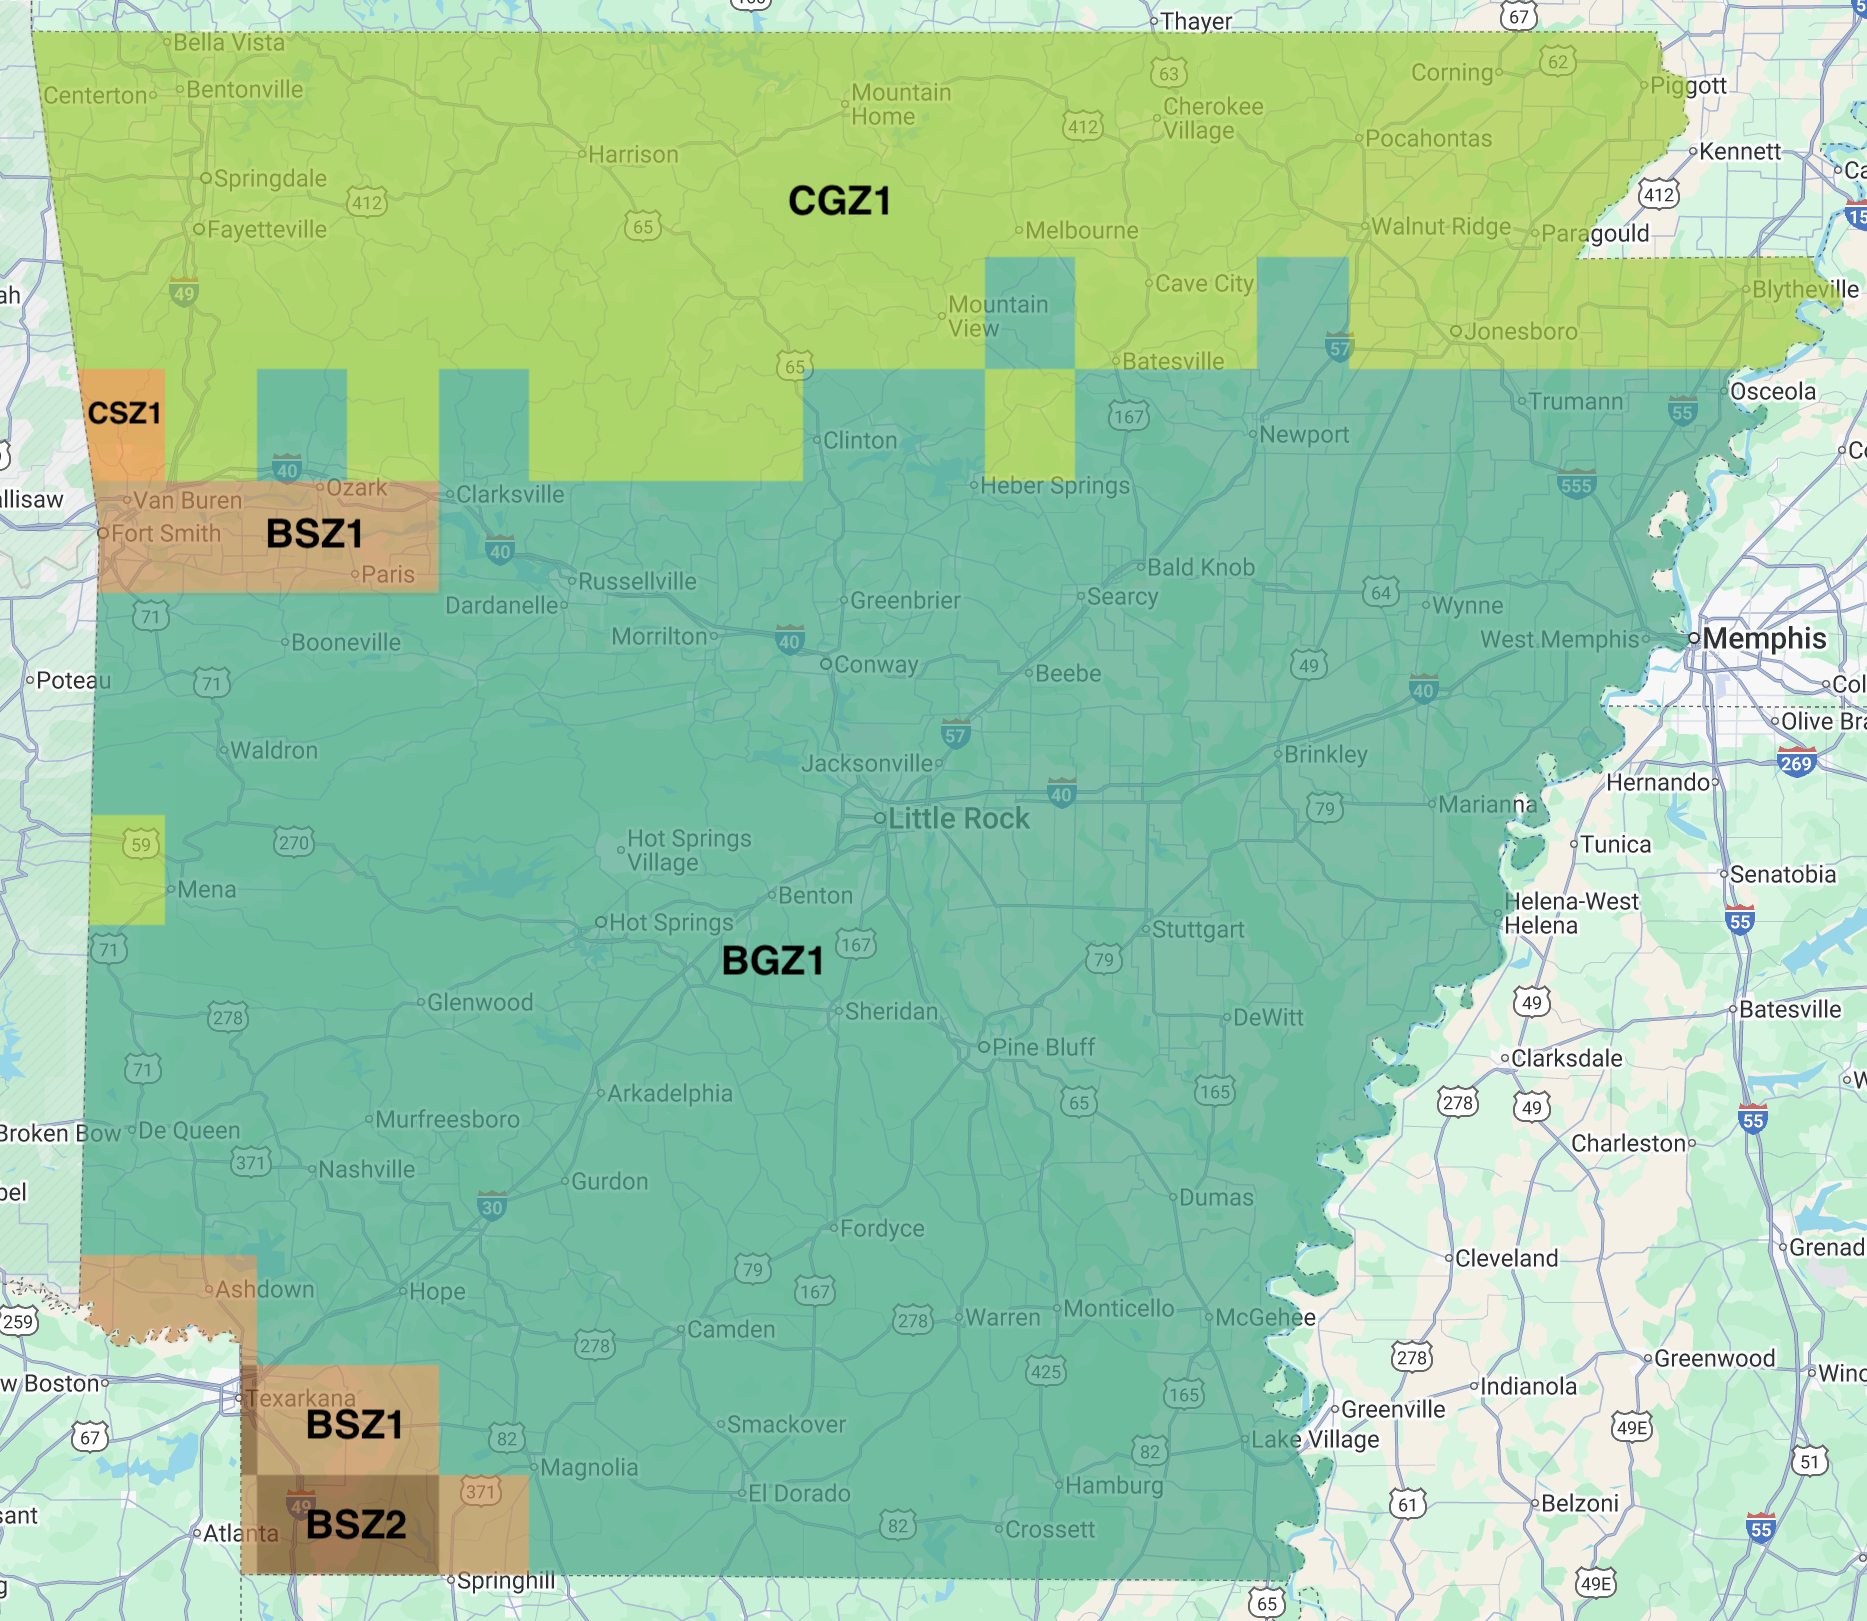 Thayer
67
Bella Vista
Centerton
Bentonville
63
62
Corning
Piggott
Mountain
Home
Cherokee
Village
412
Harrison
Pocahontas
Kennett
Springdale
412
CGZ1
412
65
Fayetteville
Melbourne
Walnut Ridge
Paragould
49
Cave City
Blytheville
Mountain
View
57
Jonesboro
65
Batesville
Osceola
CSZ1
167
Trumann
55
Clinton
Newport
40
Ozark
Clarksville
Heber Springs
555
Van Buren
Fort Smith
BSZ1
40
Paris
Russellville
Bald Knob
71
Dardanelle
Greenbrier
Searcy
64
Wynne
Booneville
Morrilton
40
West Memphis
Memphis
Conway
Beebe
49
Poteau
71
40
57
Waldron
Jacksonville
Brinkley
Olive Bra
269
Hernando
40
79
Marianna
Little Rock
59
270
Hot Springs
Village
Tunica
Mena
Benton
Senatobia
Helena-West
Helena
55
Hot Springs
71
167
Stuttgart
BGZ1
79
Glenwood
Sheridan
DeWitt
49
Batesville
278
Pine Bluff
Clarksdale
71
Arkadelphia
65
165
278
49
Murfreesboro
55
Broken Bow
De Queen
Charleston
371
Nashville
Gurdon
Dumas
30
Fordyce
Grenad
Cleveland
79
Ashdown
Hope
167
259
Camden
278
Warren
Monticello
McGehee
278
278
Greenwood
w Boston
Texarkana
425
165
Indianola
BSZ1
Smackover
Greenville
67
82
82
Lake Village
49E
Magnolia
51
371
El Dorado
Hamburg
49
BSZ2
82
Crossett
61
Belzoni
Atlanta
55
Springhill
65
49E